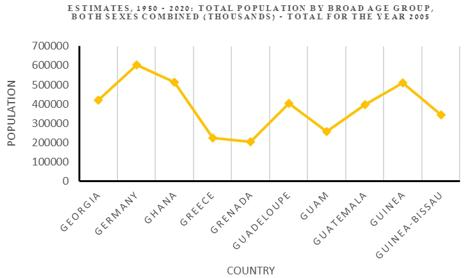 ESTIMATES, 1950 - 2020: TOTAL POPULATION BY BROAD AGE GROUP,
BOTH SEXES COMBINED (THOUSANDS) - TOTAL FOR THE YEAR 2005
700000
600000
500000
400000
300000
200000
100000
0
POPULATION
GEORGIA
GERMANY
GHANA
GREECE
GRENADA
GUADELOUPE
GUAM
GUATEMALA
GUINEA
GUINEA-BISSAU
COUNTRY